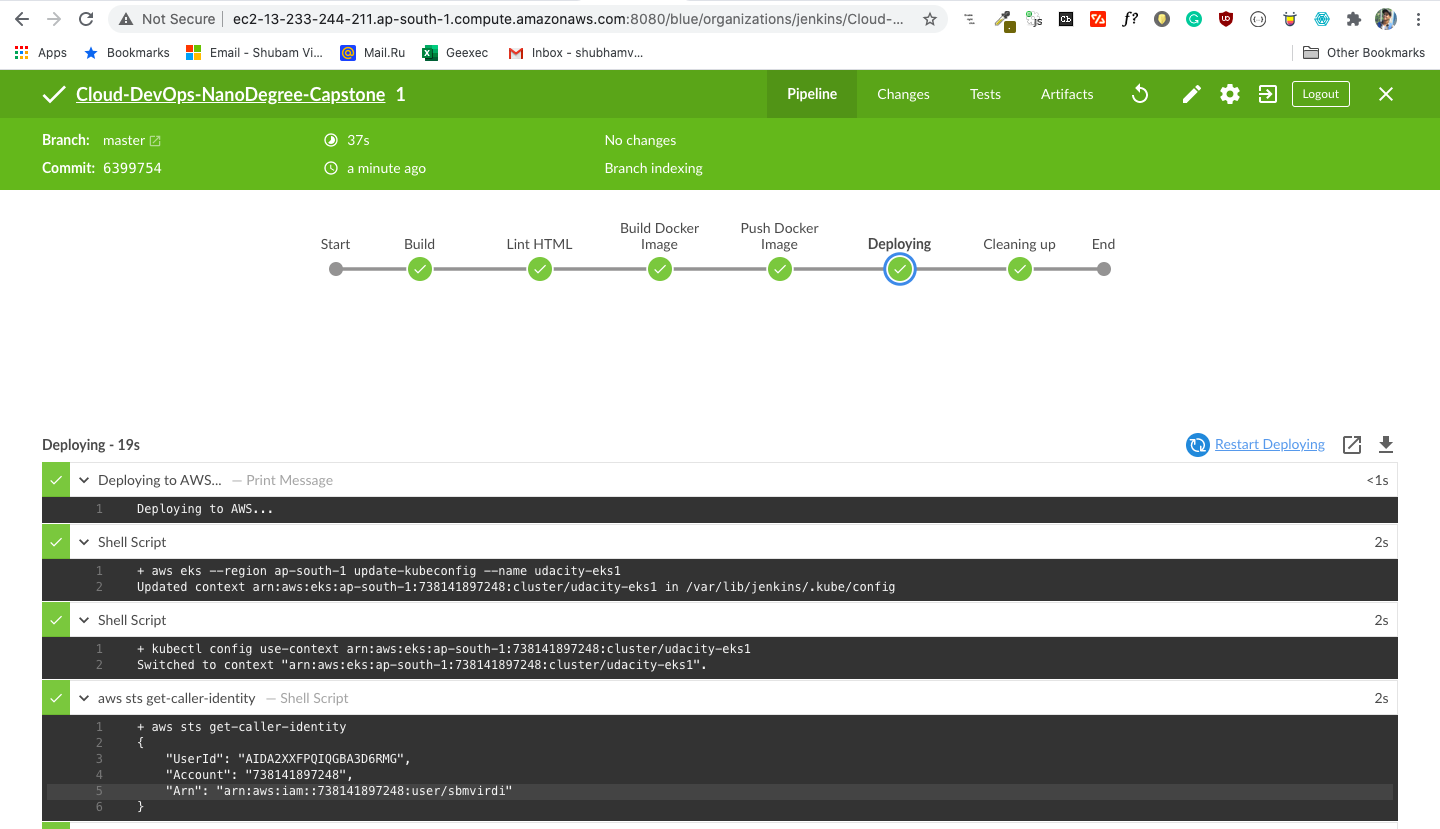 Not Secure ec2-13-233-244-211.ap-south-1.compute.amazonaws.com:8080/blue/organizations/jenkins/Cloud-...
Apps Bookmarks Email - Shubam Vi... Mail.Ru Geexec Inbox - shubhamv... Other Bookmarks
Cloud-DevOps-NanoDegree-Capstone 1 Pipeline Changes Tests Artifacts Logout
Branch: master 37s No changes
Commit: 6399754 a minute ago Branch indexing
Start Build Lint HTML Build Docker Image Push Docker Image Deploying Cleaning up End
Deploying - 19s Restart Deploying
Deploying to AWS... — Print Message <1s
1 Deploying to AWS...
Shell Script 2s
1 + aws eks --region ap-south-1 update-kubeconfig --name udacity-eks1
2 Updated context arn:aws:eks:ap-south-1:738141897248:cluster/udacity-eks1 in /var/lib/jenkins/.kube/config
Shell Script 2s
1 + kubectl config use-context arn:aws:eks:ap-south-1:738141897248:cluster/udacity-eks1
2 Switched to context "arn:aws:eks:ap-south-1:738141897248:cluster/udacity-eks1".
aws sts get-caller-identity — Shell Script 2s
1 + aws sts get-caller-identity
2 {
3 "UserId": "AIDA2XXFPQIQGBA3D6RMG",
4 "Account": "738141897248",
5 "Arn": "arn:aws:iam::738141897248:user/sbmvirdi"
6 }